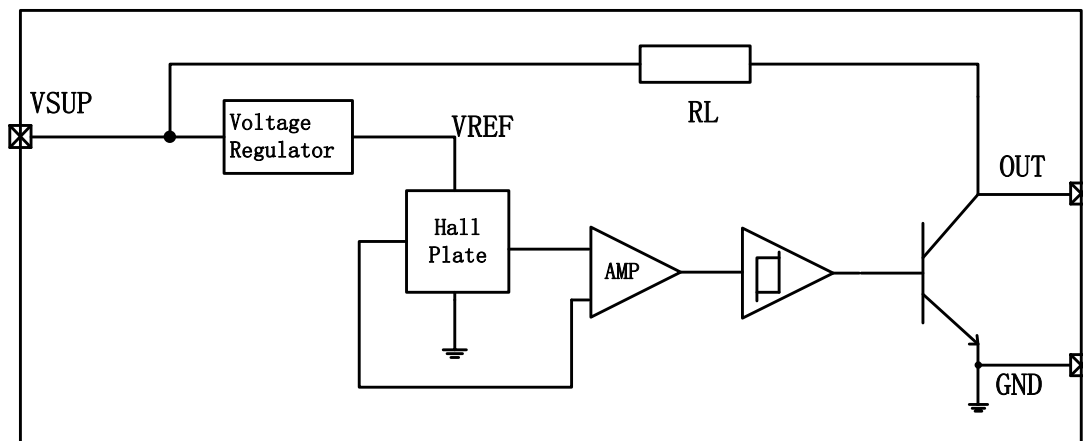 VSUP
Voltage
Regulator
VREF
RL
OUT
Hall
Plate
AMP
GND